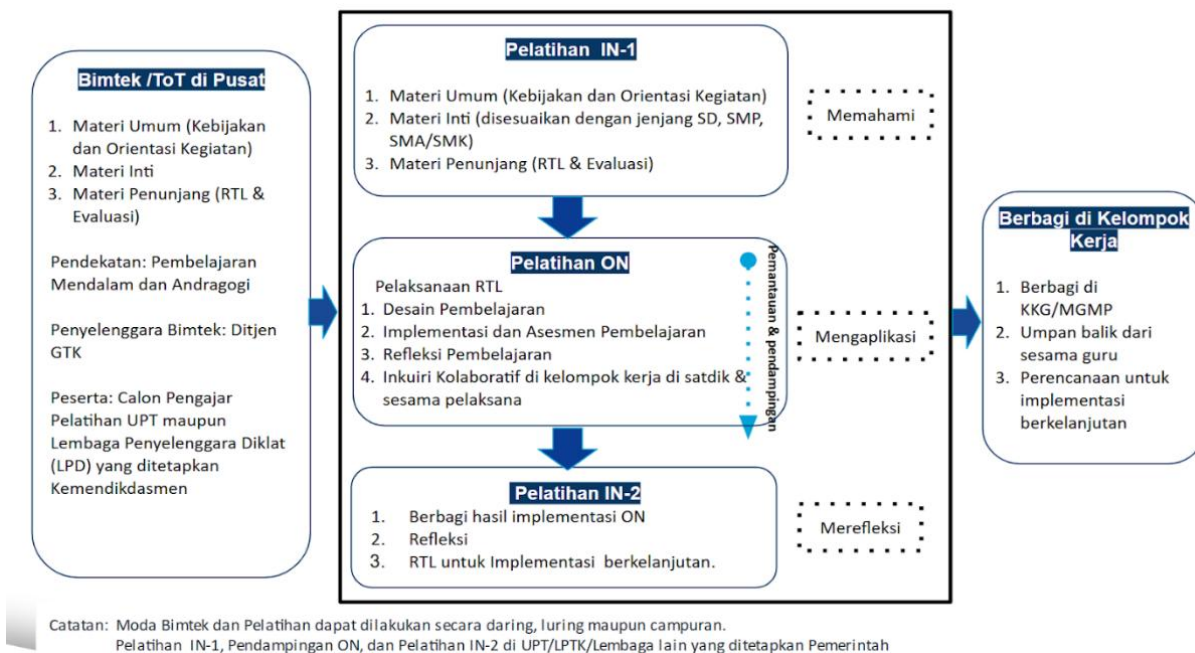 Bimtek /ToT di Pusat
1. Materi Umum (Kebijakan
dan Orientasi Kegiatan)
2. Materi Inti
3. Materi Penunjang (RTL &
Evaluasi)
Pendekatan: Pembelajaran
Mendalam dan Andragogi
Penyelenggara Bimtek: Ditjen
GTK
Peserta: Calon Pengajar
Pelatihan UPT maupun
Lembaga Penyelenggara Diklat
(LPD) yang ditetapkan
Kemendikdasmen
Pelatihan IN-1
1. Materi Umum (Kebijakan dan Orientasi Kegiatan)
2. Materi Inti (disesuaikan dengan jenjang SD, SMP,
SMA/SMK)
3. Materi Penunjang (RTL & Evaluasi)
Memahami
Pelatihan ON
Pelaksanaan RTL
1. Desain Pembelajaran
2. Implementasi dan Asesmen Pembelajaran
3. Refleksi Pembelajaran
4. Inkuiri Kolaboratif di kelompok kerja di satdik &
sesama pelaksana
Pemantauan & pendampingan
Mengaplikasi
Pelatihan IN-2
1. Berbagi hasil implementasi ON
2. Refleksi
3. RTL untuk Implementasi berkelanjutan.
Merefleksi
Berbagi di Kelompok
Kerja
1. Berbagi di
KKG/MGMP
2. Umpan balik dari
sesama guru
3. Perencanaan untuk
implementasi
berkelanjutan
Catatan: Moda Bimtek dan Pelatihan dapat dilakukan secara daring, luring maupun campuran.
Pelatihan IN-1, Pendampingan ON, dan Pelatihan IN-2 di UPT/LPTK/Lembaga lain yang ditetapkan Pemerintah